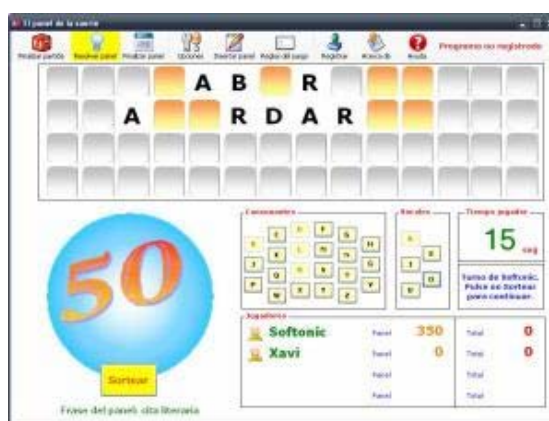 El panel de la suerte
Finalizar partida Resolver panel Finalizar panel Opciones Insertar panel Reglas del juego Registrar Acerca de Ayuda Programa no registrado
A B R
A R D A R
Consonantes
Vocales
Tiempo jugador
15 seg
Turno de Softonic.
Pulse en Sortear
para continuar.
50
Sortear
Frase del panel: cita literaria
Jugadores
Softonic Panel 350 Total 0
Xavi Panel 0 Total 0
Panel Total
Panel Total